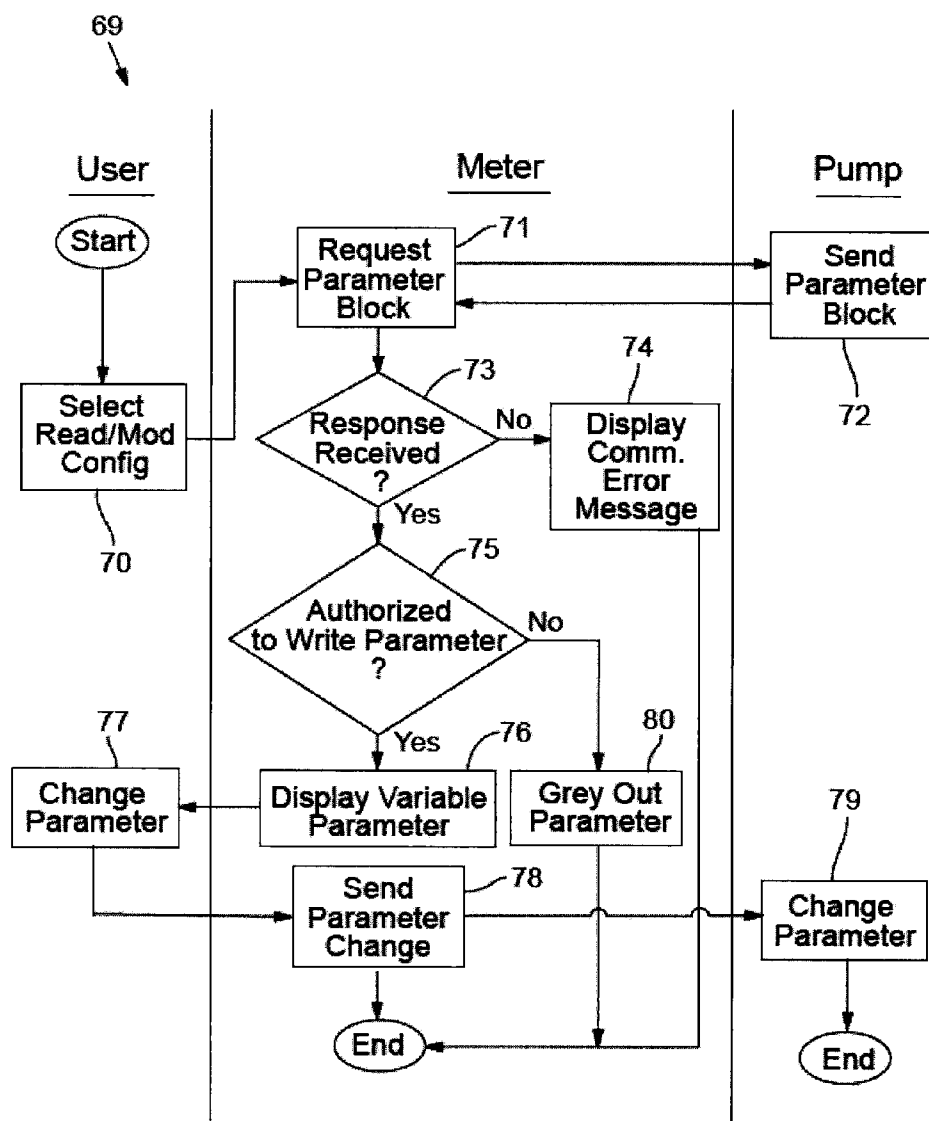 69
User
Meter
Pump
Start
71
Request
Parameter
Block
Send
Parameter
Block
72
Select
Read/Mod
Config
70
73
Response
Received
?
No
Yes
74
Display
Comm.
Error
Message
75
Authorized
to Write Parameter
?
No
Yes
77
Change
Parameter
76
Display Variable
Parameter
80
Grey Out
Parameter
78
Send
Parameter
Change
79
Change
Parameter
End
End